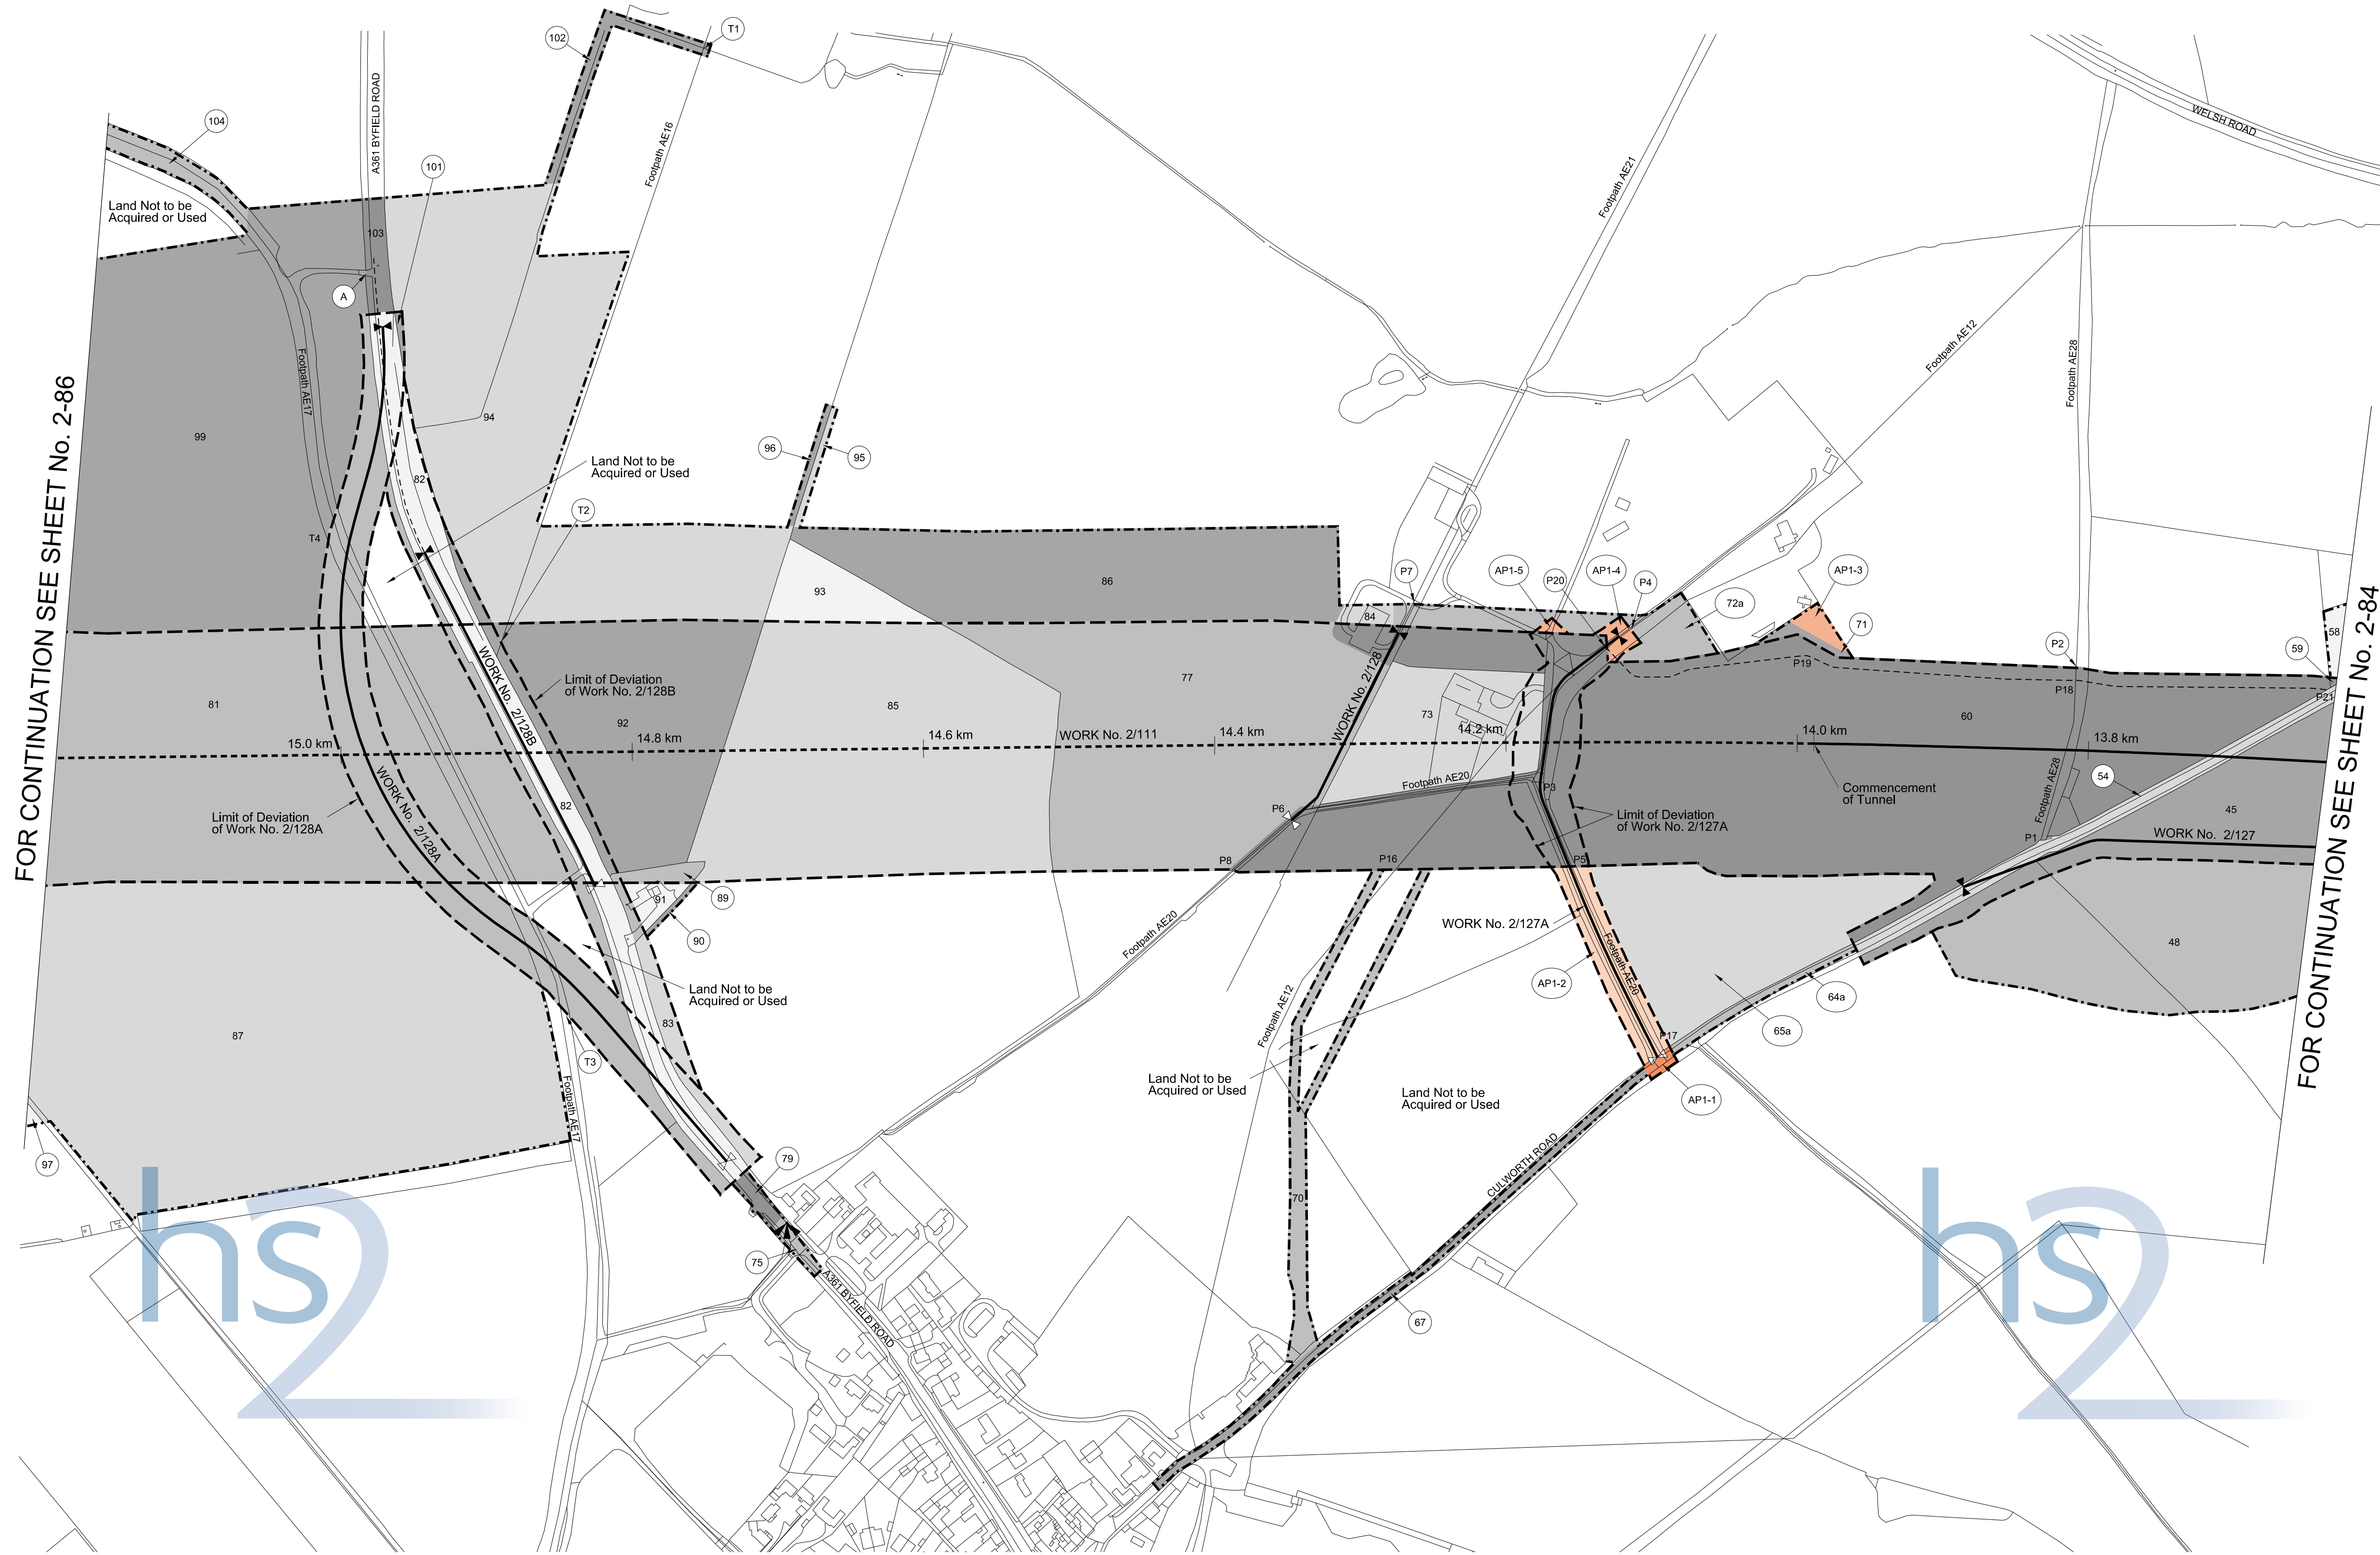 102
T1
104
A361 BYFIELD ROAD
101
Footpath AE16
WELSH ROAD
Footpath AE21
Land Not to be
Acquired or Used
103
A
Footpath AE17
FOR CONTINUATION SEE SHEET No. 2-86
99
94
82
Land Not to be
Acquired or Used
96
95
T2
T4
Footpath AE12
Footpath AE28
93
86
P7
84
AP1-5
P20
AP1-4
P4
72a
AP1-3
71
P2
59
58
FOR CONTINUATION SEE SHEET No. 2-84
P19
P18
P21
WORK No. 2/128B
Limit of Deviation
of Work No. 2/128B
WORK No. 2/128
77
81
92
85
73
60
15.0 km
14.8 km
14.6 km
WORK No. 2/111
14.4 km
14.2 km
14.0 km
13.8 km
WORK No. 2/128A
Limit of Deviation
of Work No. 2/128A
82
Footpath AE20
P3
P6
Commencement
of Tunnel
Limit of Deviation
of Work No. 2/127A
Footpath AE28
54
45
P1
WORK No. 2/127
P8
P16
P5
89
91
90
Footpath AE20
WORK No. 2/127A
Footpath AE20
48
AP1-2
Land Not to be
Acquired or Used
64a
65a
83
87
Footpath AE12
P17
T3
Footpath AE17
Land Not to be
Acquired or Used
Land Not to be
Acquired or Used
AP1-1
97
79
CULWORTH ROAD
70
75
A361 BYFIELD ROAD
67
hs2
hs2